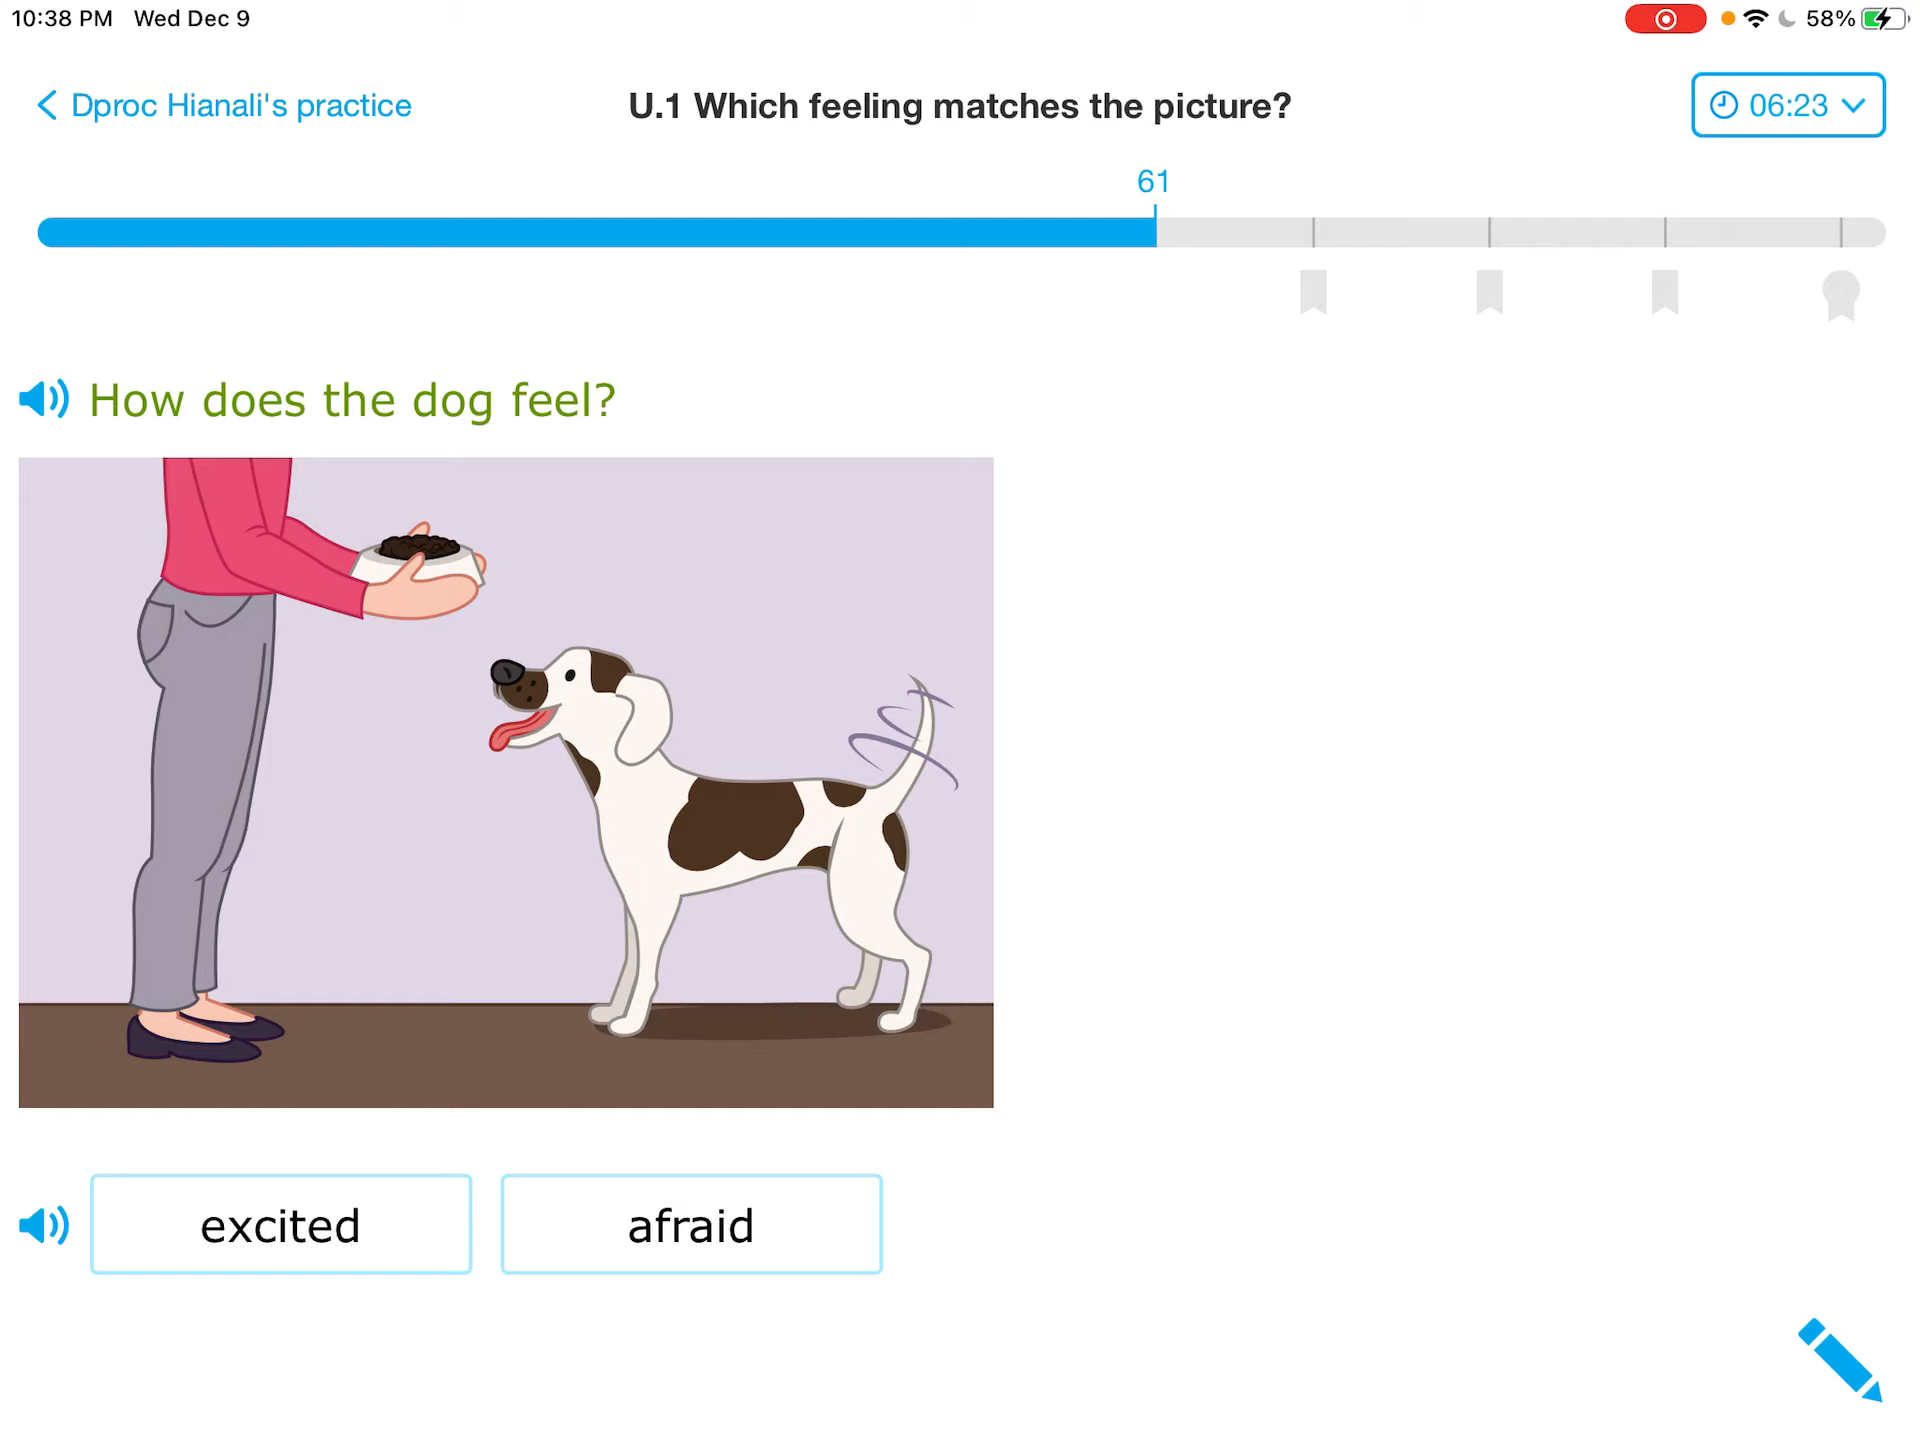 10:38 PM Wed Dec 9
58%
Dproc Hianali's practice
U.1 Which feeling matches the picture?
06:23
61
How does the dog feel?
excited
afraid